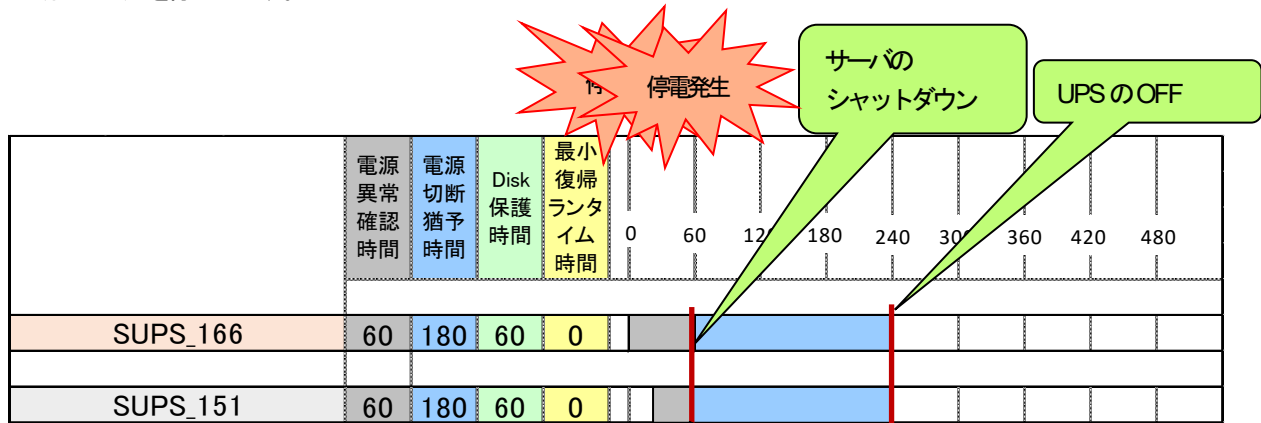 停電発生
サーバの
シャットダウン
UPSのOFF
電源
異常
確認
時間
電源
切断
猶予
時間
Disk
保護
時間
最小
復帰
ランタ
イム
時間
0 60 180 240 360 420 480
SUPS_166 60 180 60 0
SUPS_151 60 180 60 0